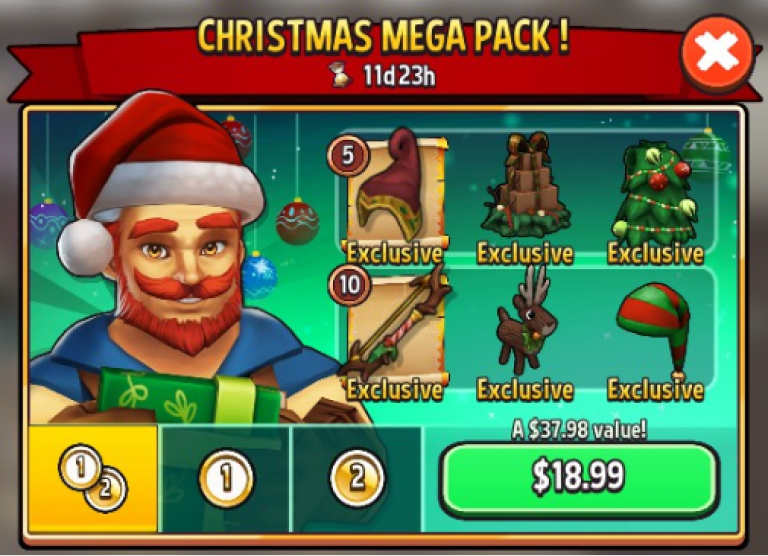 CHRISTMAS MEGA PACK !
11d 23h
5
Exclusive Exclusive Exclusive
10
Exclusive Exclusive Exclusive
A $37.98 value!
1 2 1 2 $18.99